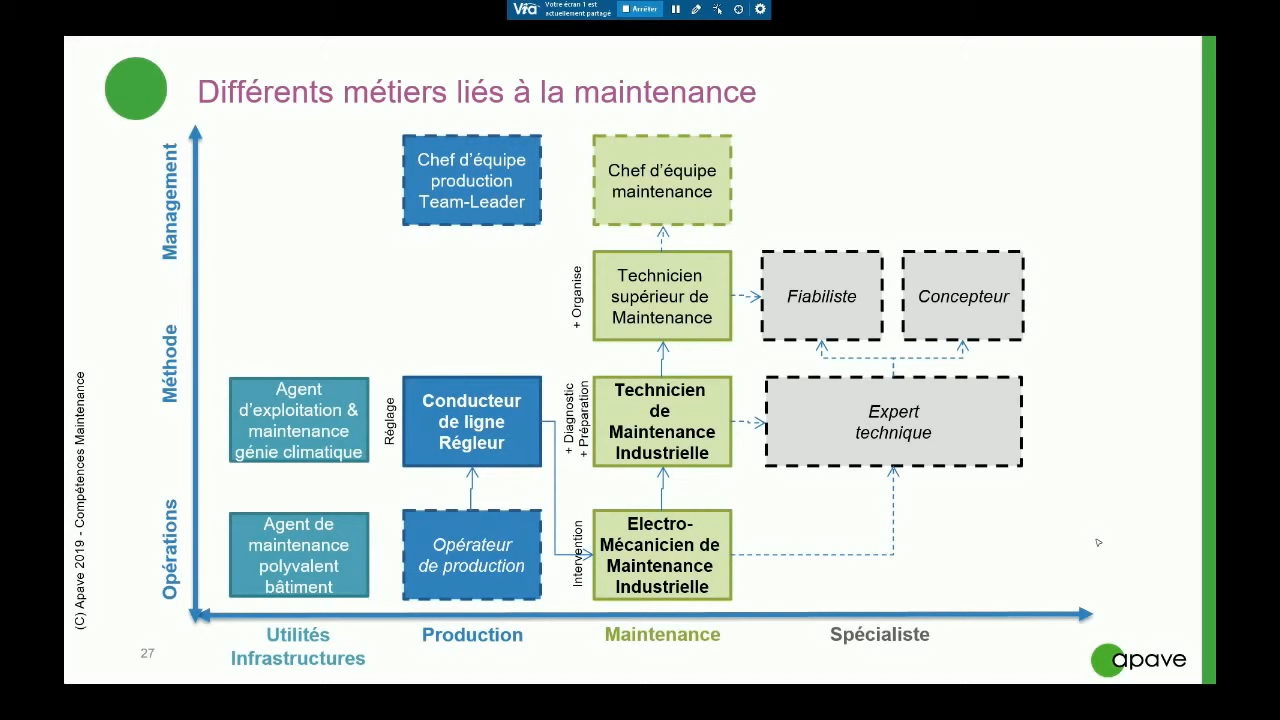 Votre écran 1 est
actuellement partagé
Arrêter
Différents métiers liés à la maintenance
Management
Méthode
Opérations
Chef d'équipe
production
Team-Leader
Chef d'équipe
maintenance
+ Organise
Technicien
supérieur de
Maintenance
Fiabiliste
Concepteur
Agent
d'exploitation &
maintenance
génie climatique
Réglage
Conducteur
de ligne
Régleur
+ Diagnostic
+ Préparation
Technicien
de
Maintenance
Industrielle
Expert
technique
Agent de
maintenance
polyvalent
bâtiment
Opérateur
de production
Intervention
Electro-
Mécanicien de
Maintenance
Industrielle
Utilités
Infrastructures
Production
Maintenance
Spécialiste
(C) Apave 2019 - Compétences Maintenance
27
apave